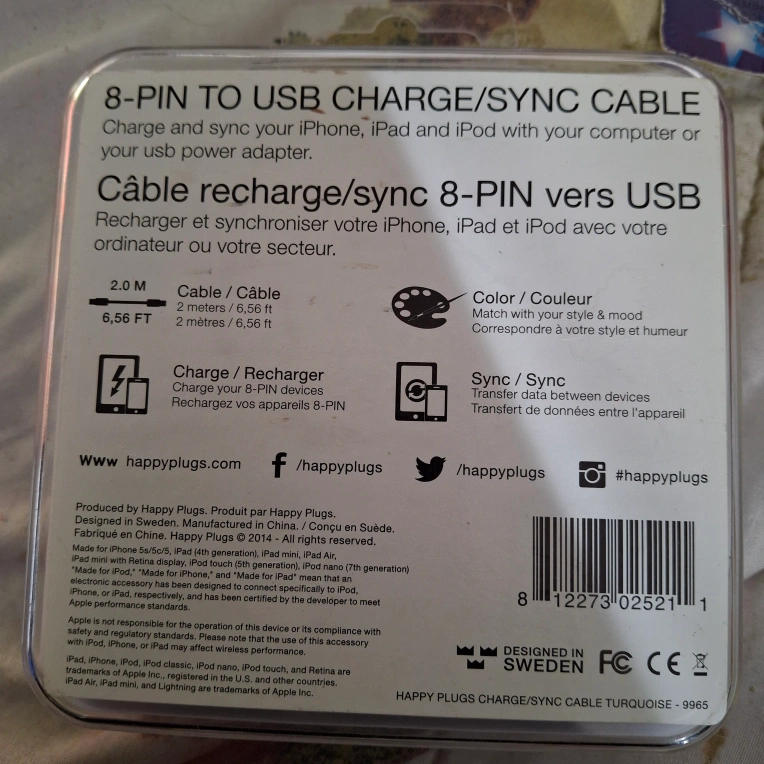 8-PIN TO USB CHARGE/SYNC CABLE
Charge and sync your iPhone, iPad and iPod with your computer or
your usb power adapter.
Câble recharge/sync 8-PIN vers USB
Recharger et synchroniser votre iPhone, iPad et iPod avec votre
ordinateur ou votre secteur.
2.0 M
6,56 FT
Cable / Câble
2 meters / 6,56 ft
2 mètres / 6,56 ft
Color / Couleur
Match with your style & mood
Correspondre à votre style et humeur
Charge / Recharger
Charge your 8-PIN devices
Rechargez vos appareils 8-PIN
Sync / Sync
Transfer data between devices
Transfert de données entre l'appareil
Www happyplugs.com
f /happyplugs
/happyplugs
#happyplugs
Produced by Happy Plugs. Produit par Happy Plugs.
Designed in Sweden. Manufactured in China. / Conçu en Suède.
Fabriqué en Chine. Happy Plugs © 2014 - All rights reserved.
Made for iPhone 5s/5c/5, iPad (4th generation), iPad mini, iPad Air,
iPad mini with Retina display, iPod touch (5th generation), iPod nano (7th generation)
"Made for iPod," "Made for iPhone," and "Made for iPad" mean that an
electronic accessory has been designed to connect specifically to iPod,
iPhone, or iPad, respectively, and has been certified by the developer to meet
Apple performance standards.
Apple is not responsible for the operation of this device or its compliance with
safety and regulatory standards. Please note that the use of this accessory
with iPod, iPhone, or iPad may affect wireless performance.
iPad, iPhone, iPod, iPod classic, iPod nano, iPod touch, and Retina are
trademarks of Apple Inc., registered in the U.S. and other countries.
iPad Air, iPad mini, and Lightning are trademarks of Apple Inc.
8 12273 02521 1
DESIGNED IN
SWEDEN
FC CE
HAPPY PLUGS CHARGE/SYNC CABLE TURQUOISE - 9965